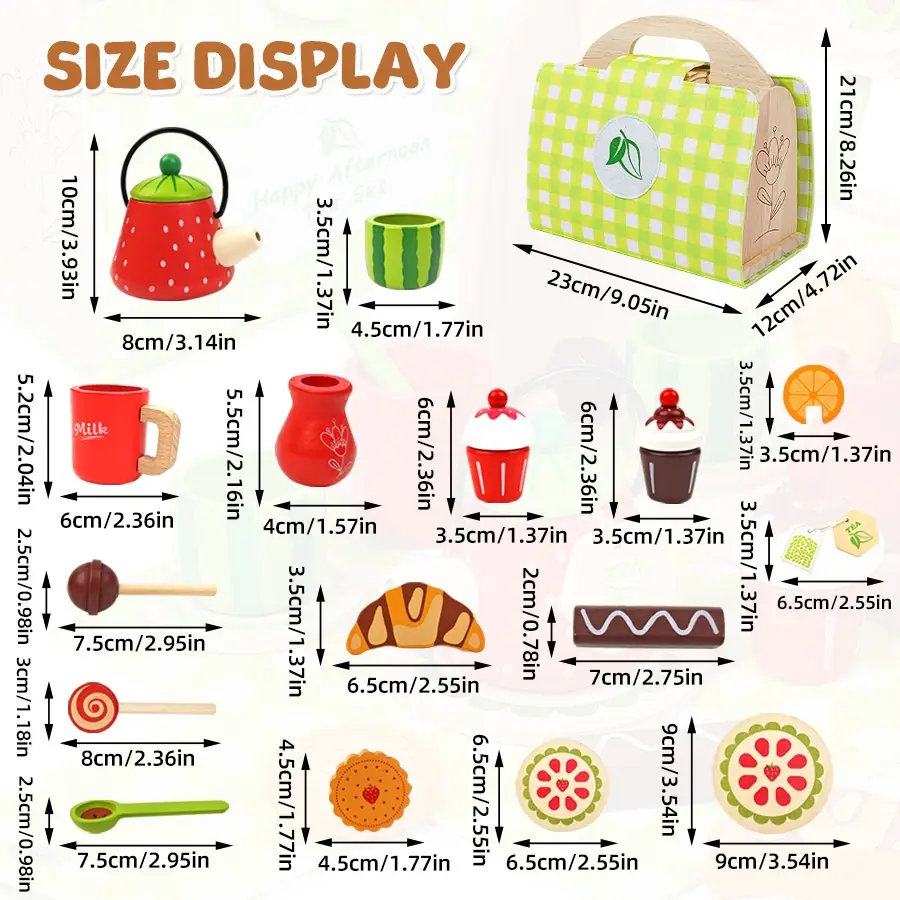 SIZE DISPLAY
Happy Afternoon
Tea Set
21cm/8.26in
10cm/3.93in
3.5cm/1.37in
8cm/3.14in
4.5cm/1.77in
23cm/9.05in
12cm/4.72in
5.2cm/2.04in
Milk
6cm/2.36in
5.5cm/2.16in
4cm/1.57in
6cm/2.36in
3.5cm/1.37in
6cm/2.36in
3.5cm/1.37in
3.5cm/1.37in
3.5cm/1.37in
3.5cm/1.37in
TEA
6.5cm/2.55in
2.5cm/0.98in
7.5cm/2.95in
3.5cm/1.37in
6.5cm/2.55in
2cm/0.78in
7cm/2.75in
3cm/1.18in
8cm/2.36in
2.5cm/0.98in
7.5cm/2.95in
4.5cm/1.77in
4.5cm/1.77in
6.5cm/2.55in
6.5cm/2.55in
9cm/3.54in
9cm/3.54in